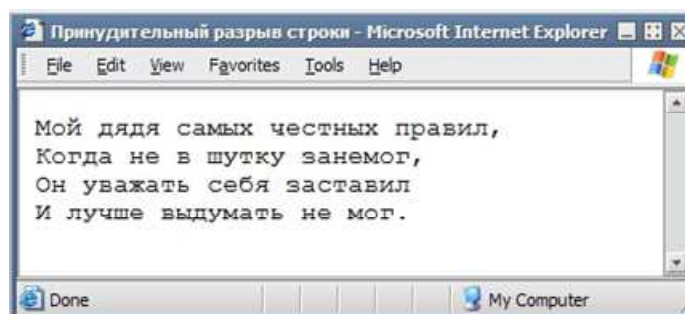 Принудительный разрыв строки - Microsoft Internet Explorer
File Edit View Favorites Tools Help
Мой дядя самых честных правил,
Когда не в шутку занемог,
Он уважать себя заставил
И лучше выдумать не мог.
Done My Computer